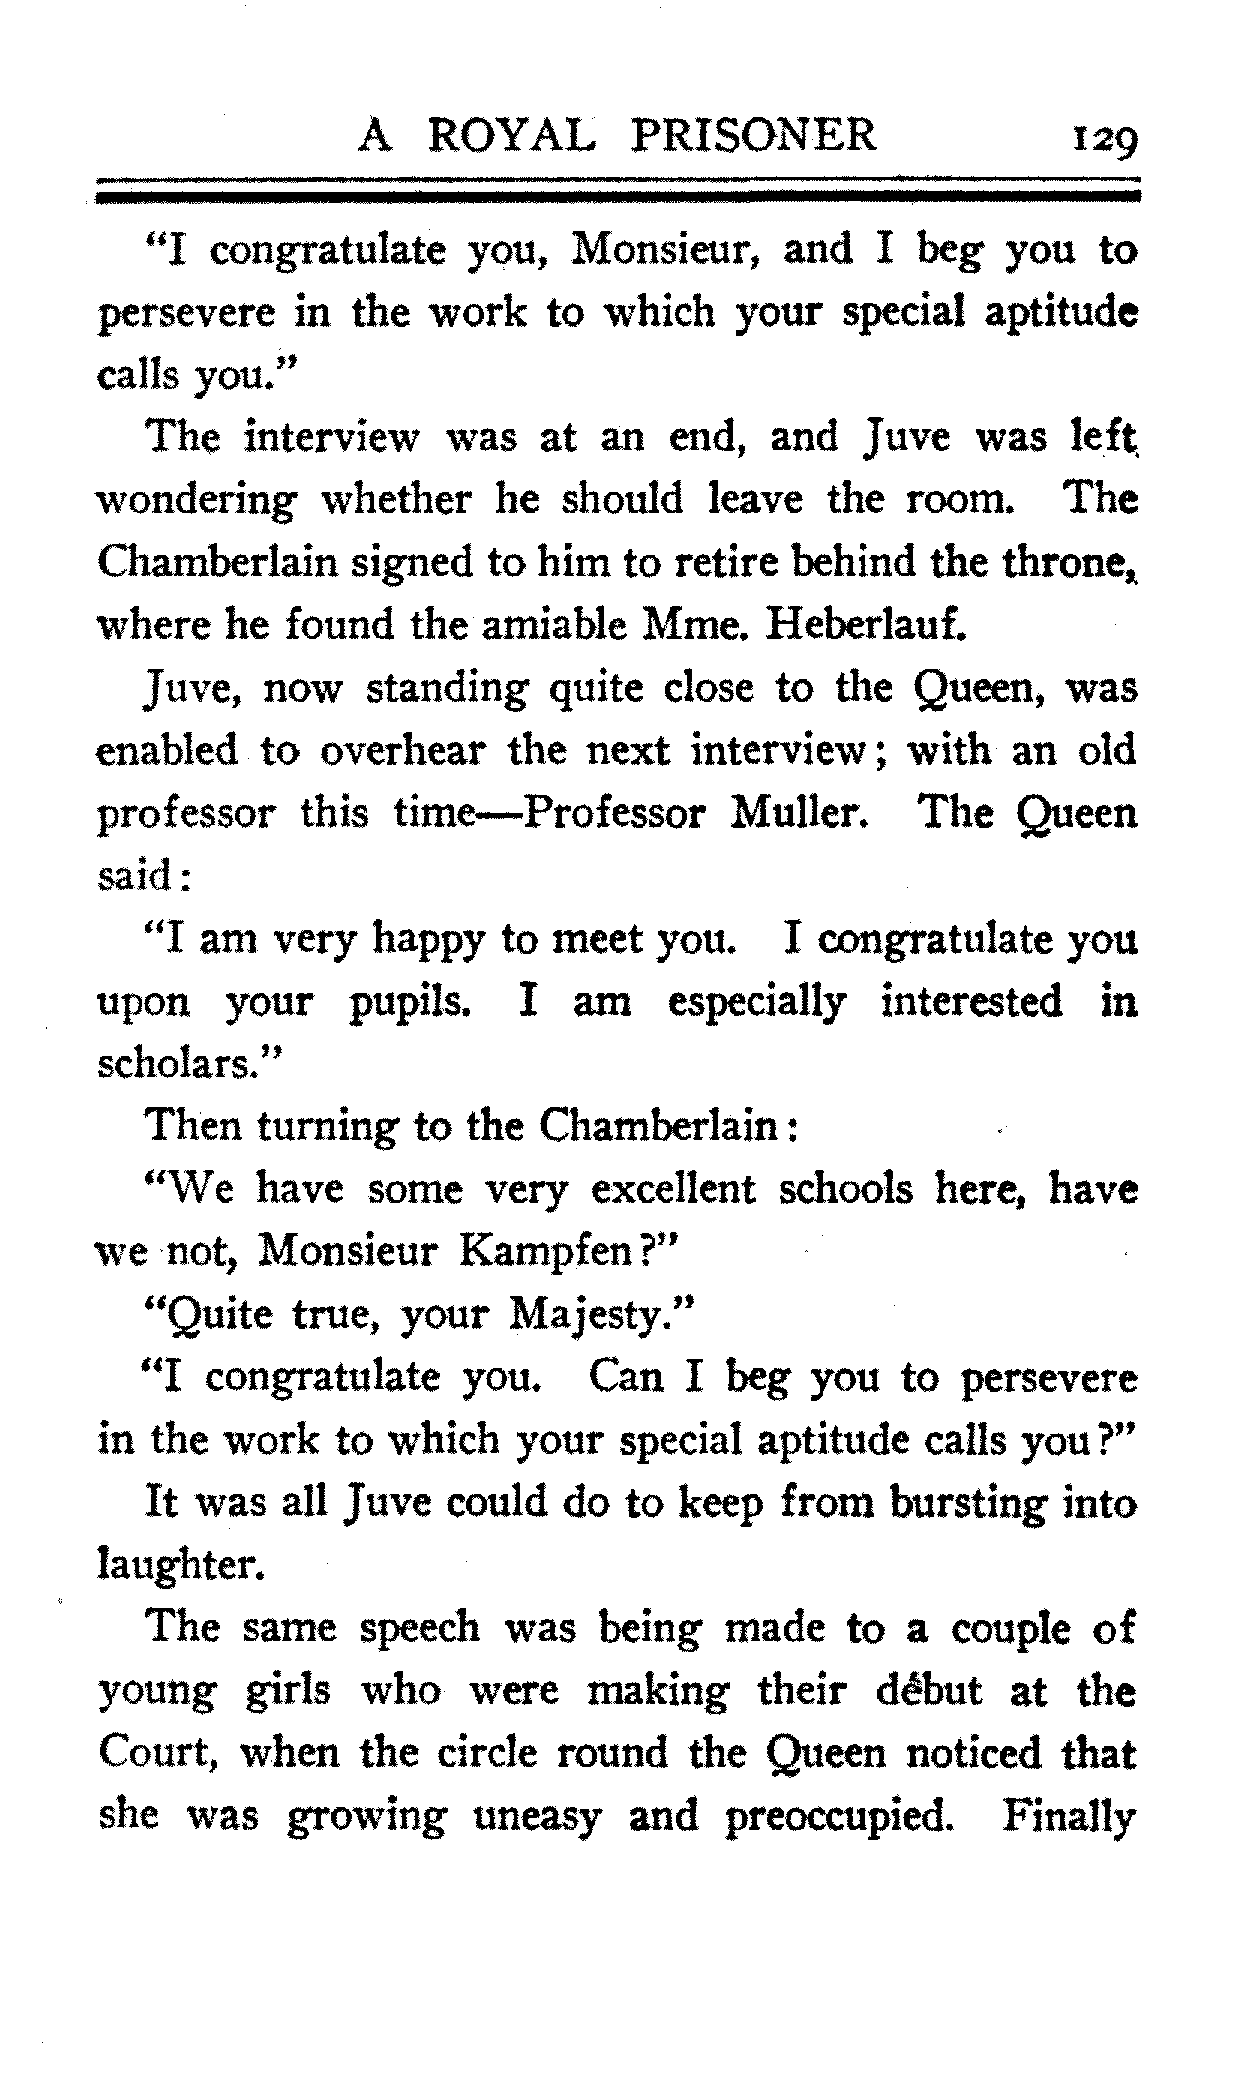 A ROYAL PRISONER 129
“I congratulate you, Monsieur, and I beg you to
persevere in the work to which your special aptitude
calls you.”
The interview was at an end, and Juve was left
wondering whether he should leave the room. The
Chamberlain signed to him to retire behind the throne,
where he found the amiable Mme. Heberlauf.
Juve, now standing quite close to the Queen, was
enabled to overhear the next interview; with an old
professor this time—Professor Muller. The Queen
said:
“I am very happy to meet you. I congratulate you
upon your pupils. I am especially interested in
scholars.”
Then turning to the Chamberlain:
“We have some very excellent schools here, have
we not, Monsieur Kampfen?”
“Quite true, your Majesty.”
“I congratulate you. Can I beg you to persevere
in the work to which your special aptitude calls you?”
It was all Juve could do to keep from bursting into
laughter.
The same speech was being made to a couple of
young girls who were making their début at the
Court, when the circle round the Queen noticed that
she was growing uneasy and preoccupied. Finally